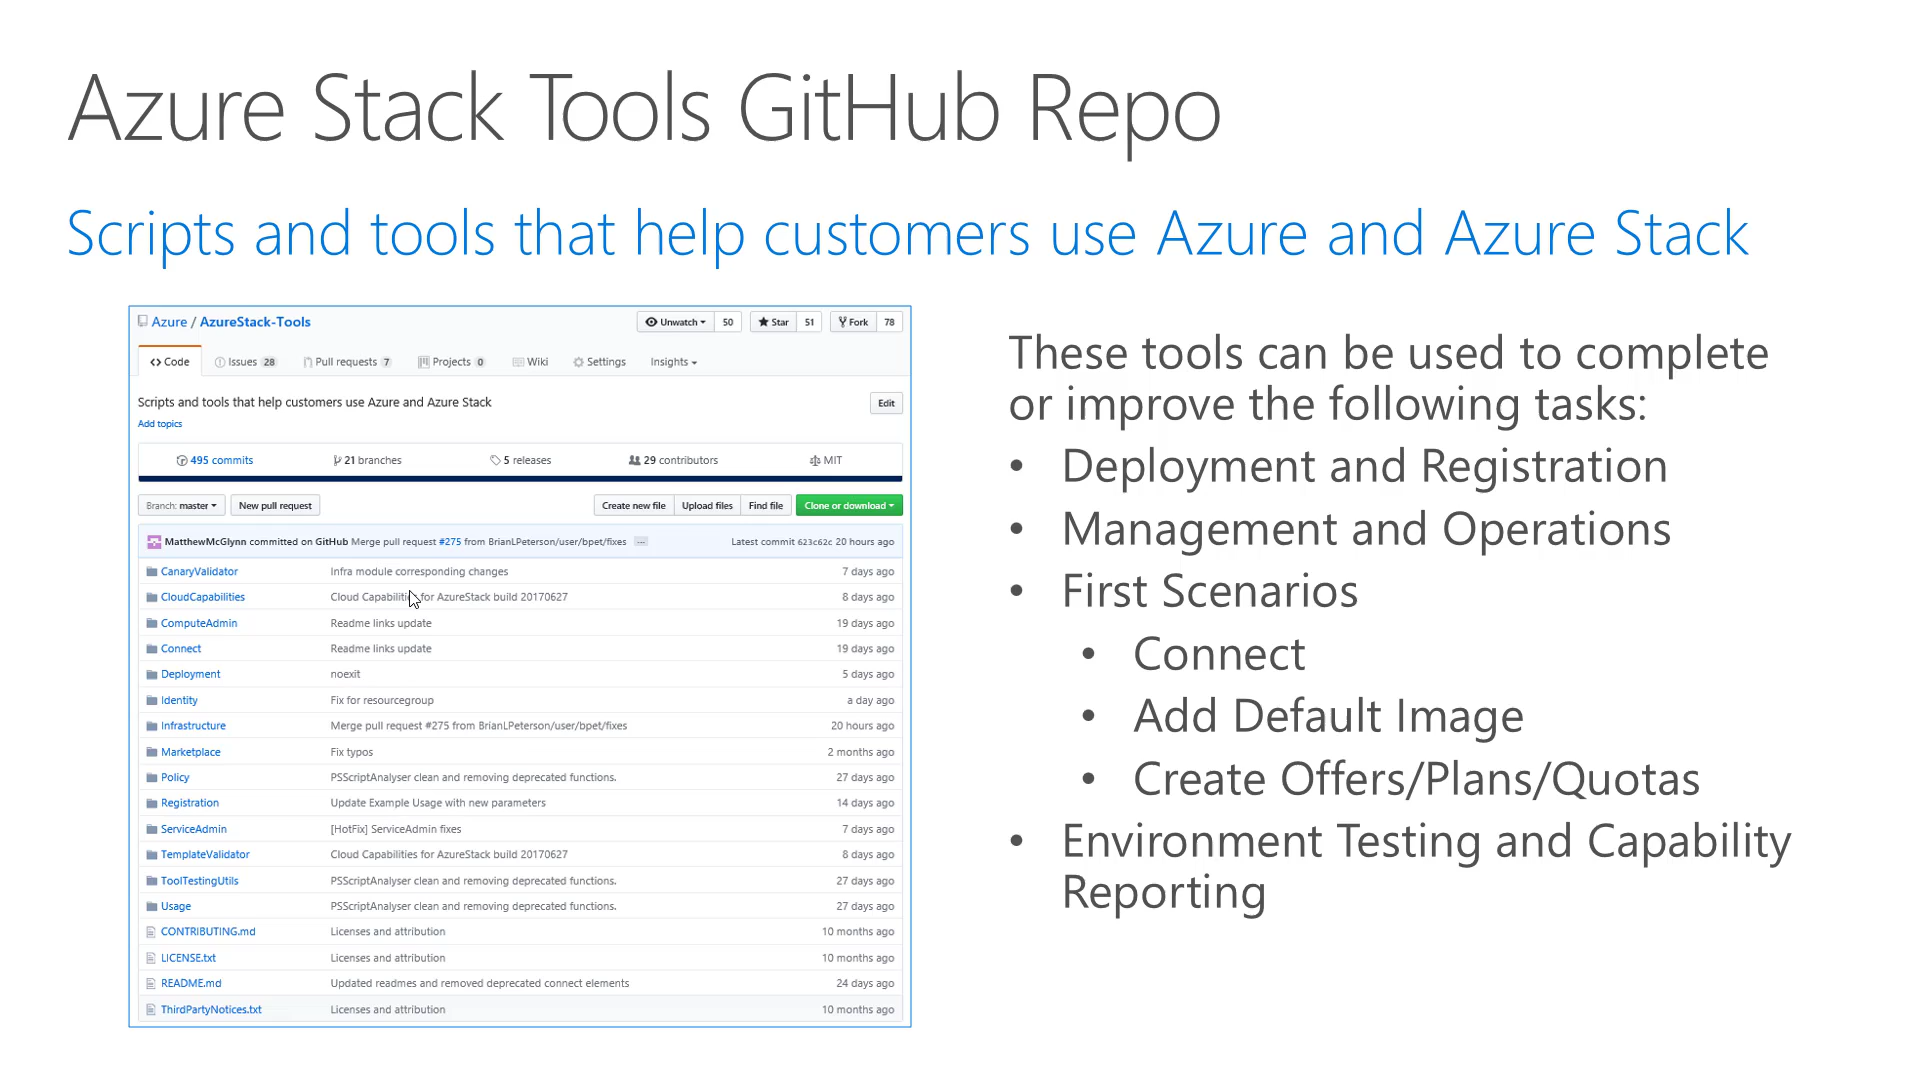 Azure Stack Tools GitHub Repo
Scripts and tools that help customers use Azure and Azure Stack
Azure / AzureStack-Tools
Unwatch 50 Star 51 Fork 78
Code Issues 28 Pull requests 7 Projects 0 Wiki Settings Insights
Scripts and tools that help customers use Azure and Azure Stack
Edit
Add topics
495 commits 21 branches 5 releases 29 contributors MIT
Branch: master New pull request Create new file Upload files Find file Clone or download
MatthewMcGlynn committed on GitHub Merge pull request #275 from BrianLPeterson/user/bpet/fixes ... Latest commit 623c62c 20 hours ago
CanaryValidator Infra module corresponding changes 7 days ago
CloudCapabilities Cloud Capabilities for AzureStack build 20170627 8 days ago
ComputeAdmin Readme links update 19 days ago
Connect Readme links update 19 days ago
Deployment noexit 5 days ago
Identity Fix for resourcegroup a day ago
Infrastructure Merge pull request #275 from BrianLPeterson/user/bpet/fixes 20 hours ago
Marketplace Fix typos 2 months ago
Policy PSScriptAnalyser clean and removing deprecated functions. 27 days ago
Registration Update Example Usage with new parameters 14 days ago
ServiceAdmin [HotFix] ServiceAdmin fixes 7 days ago
TemplateValidator Cloud Capabilities for AzureStack build 20170627 8 days ago
ToolTestingUtils PSScriptAnalyser clean and removing deprecated functions. 27 days ago
Usage PSScriptAnalyser clean and removing deprecated functions. 27 days ago
CONTRIBUTING.md Licenses and attribution 10 months ago
LICENSE.txt Licenses and attribution 10 months ago
README.md Updated readmes and removed deprecated connect elements 24 days ago
ThirdPartyNotices.txt Licenses and attribution 10 months ago
These tools can be used to complete
or improve the following tasks:
• Deployment and Registration
• Management and Operations
• First Scenarios
• Connect
• Add Default Image
• Create Offers/Plans/Quotas
• Environment Testing and Capability
Reporting